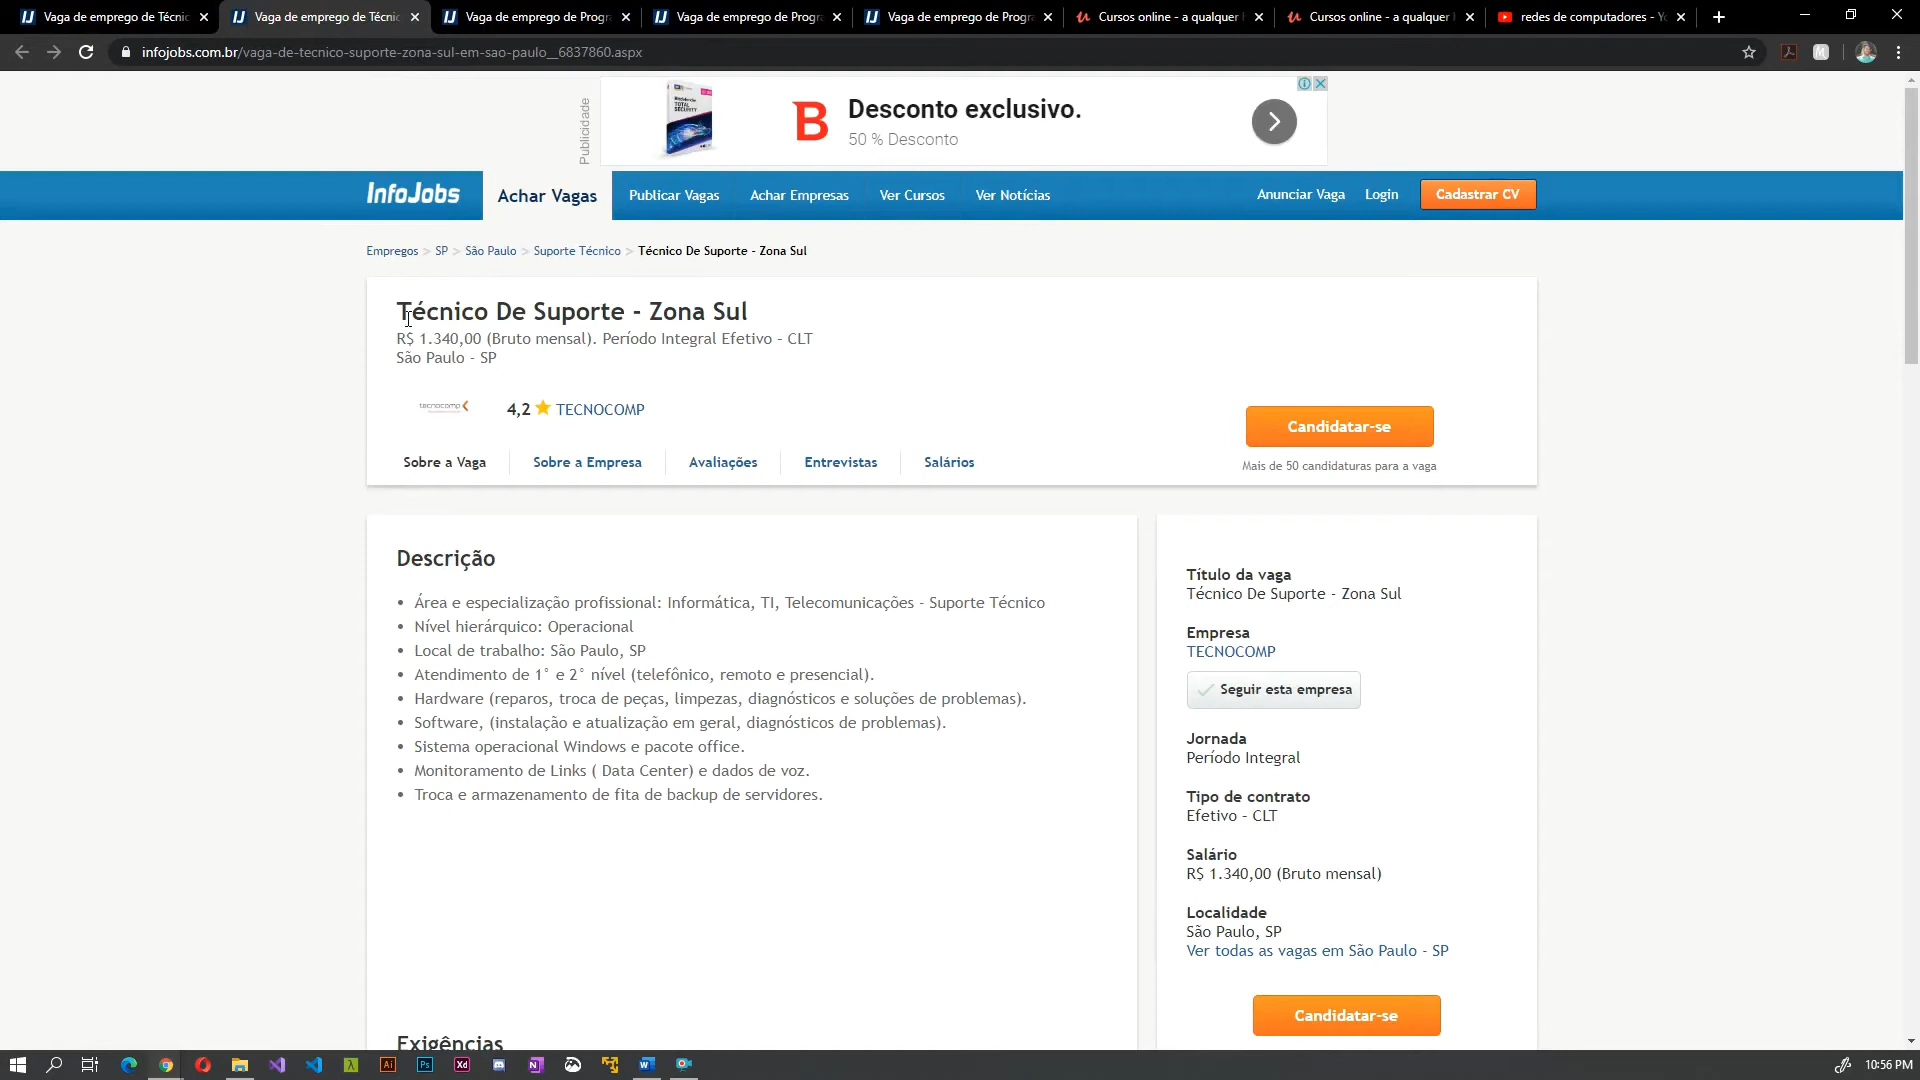 Vaga de emprego de Técnic
Vaga de emprego de Técnic
Vaga de emprego de Progra
Vaga de emprego de Progra
Vaga de emprego de Progra
Cursos online - a qualquer
Cursos online - a qualquer
redes de computadores - Yo
infojobs.com.br/vaga-de-tecnico-suporte-zona-sul-em-sao-paulo__6837860.aspx
Publicidade
TOTAL SECURITY
B
Desconto exclusivo.
50 % Desconto
InfoJobs
Achar Vagas
Publicar Vagas
Achar Empresas
Ver Cursos
Ver Notícias
Anunciar Vaga
Login
Cadastrar CV
Empregos > SP > São Paulo > Suporte Técnico > Técnico De Suporte - Zona Sul
Técnico De Suporte - Zona Sul
R$ 1.340,00 (Bruto mensal). Período Integral Efetivo – CLT
São Paulo - SP
tecnocomp
4,2 TECNOCOMP
Candidatar-se
Mais de 50 candidaturas para a vaga
Sobre a Vaga
Sobre a Empresa
Avaliações
Entrevistas
Salários
Descrição
• Área e especialização profissional: Informática, TI, Telecomunicações - Suporte Técnico
• Nível hierárquico: Operacional
• Local de trabalho: São Paulo, SP
• Atendimento de 1° e 2° nível (telefônico, remoto e presencial).
• Hardware (reparos, troca de peças, limpezas, diagnósticos e soluções de problemas).
• Software, (instalação e atualização em geral, diagnósticos de problemas).
• Sistema operacional Windows e pacote office.
• Monitoramento de Links ( Data Center) e dados de voz.
• Troca e armazenamento de fita de backup de servidores.
Exigências
Título da vaga
Técnico De Suporte - Zona Sul
Empresa
TECNOCOMP
Seguir esta empresa
Jornada
Período Integral
Tipo de contrato
Efetivo – CLT
Salário
R$ 1.340,00 (Bruto mensal)
Localidade
São Paulo, SP
Ver todas as vagas em São Paulo - SP
Candidatar-se
10:56 PM